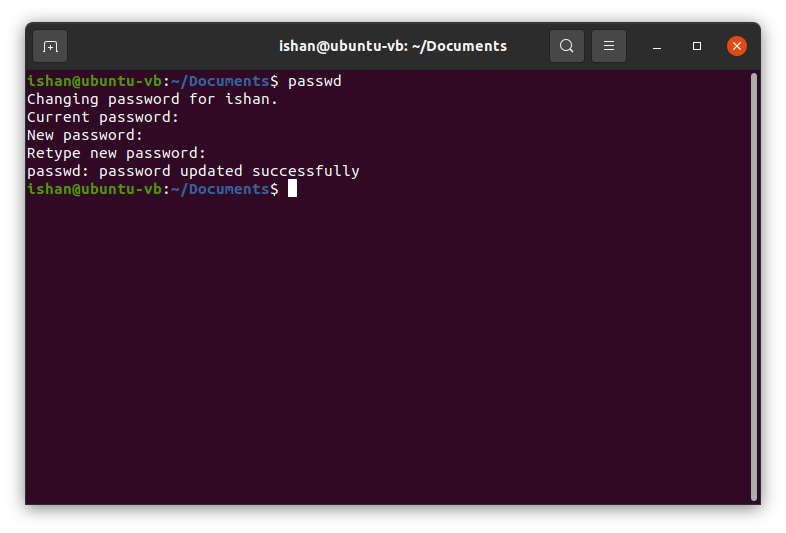 ishan@ubuntu-vb: ~/Documents
ishan@ubuntu-vb:~/Documents$ passwd
Changing password for ishan.
Current password:
New password:
Retype new password:
passwd: password updated successfully
ishan@ubuntu-vb:~/Documents$